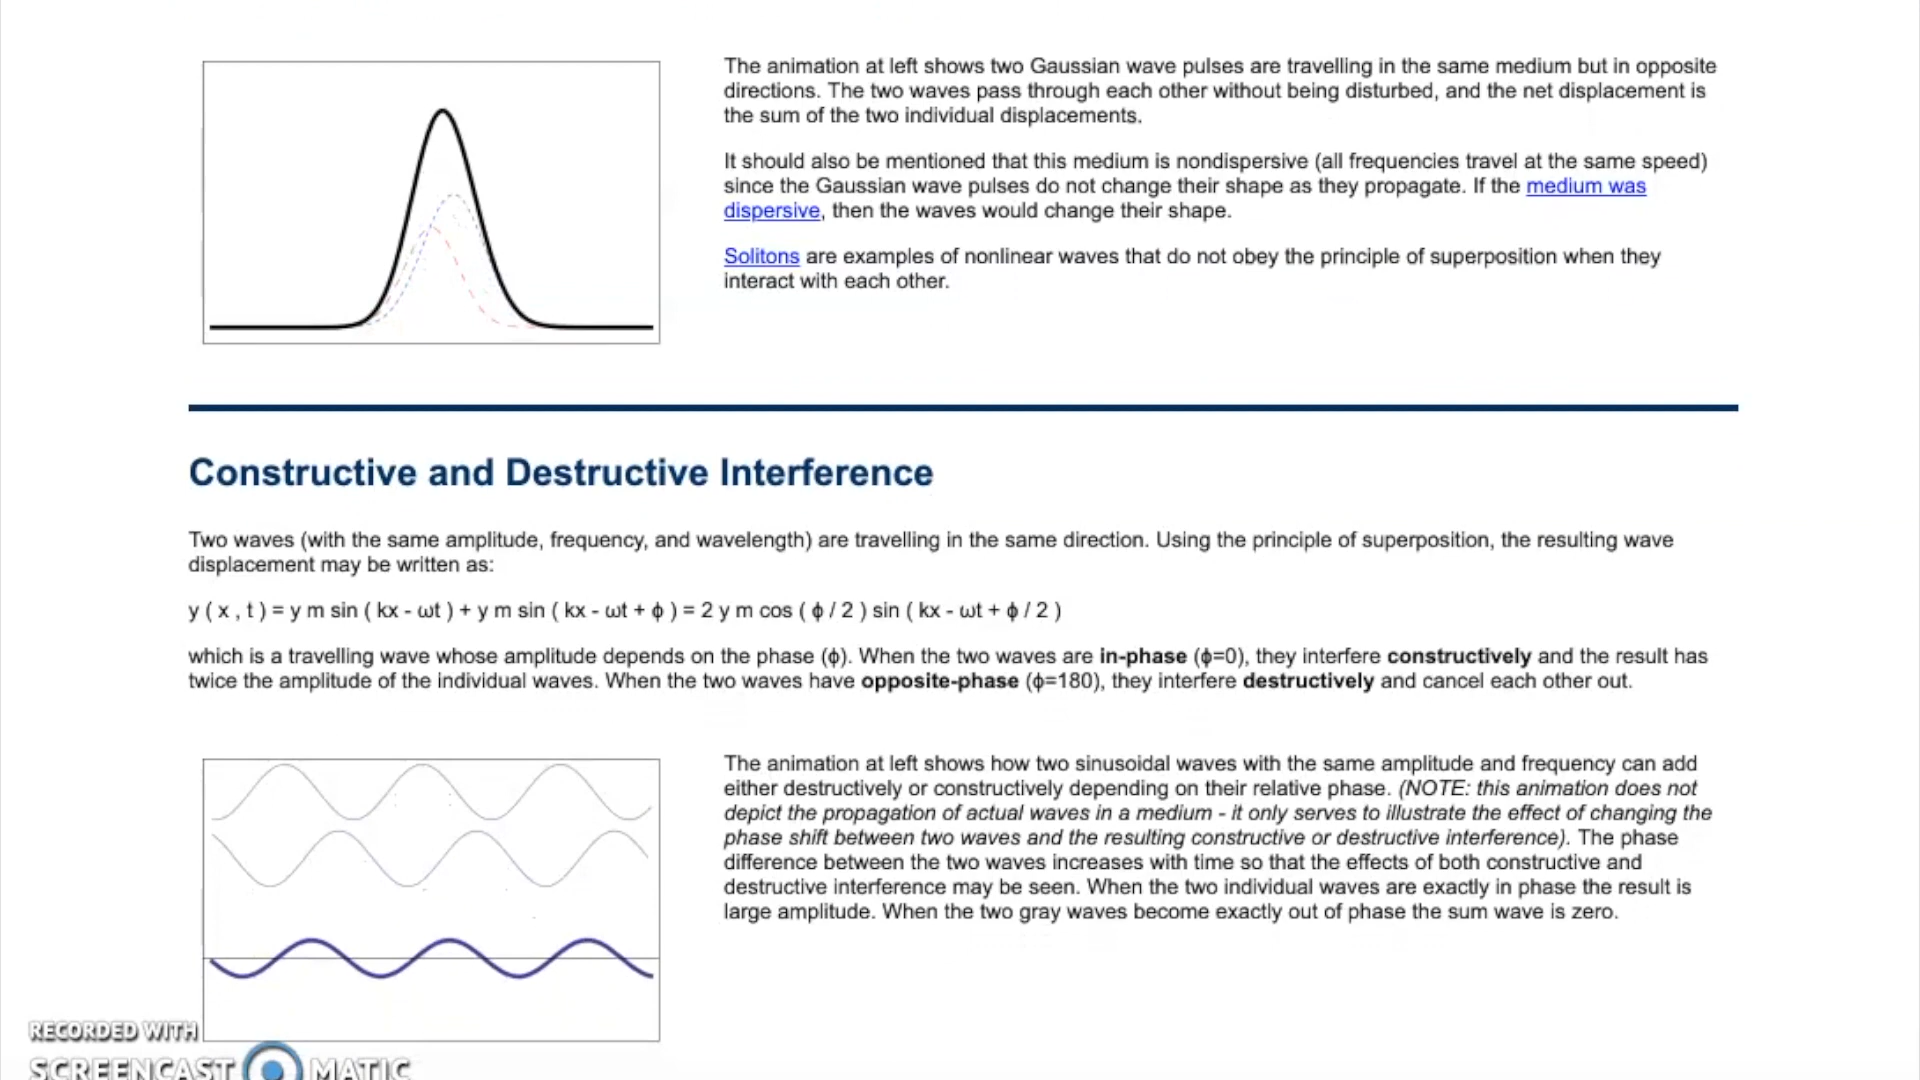 The animation at left shows two Gaussian wave pulses are travelling in the same medium but in opposite
directions. The two waves pass through each other without being disturbed, and the net displacement is
the sum of the two individual displacements.
It should also be mentioned that this medium is nondispersive (all frequencies travel at the same speed)
since the Gaussian wave pulses do not change their shape as they propagate. If the medium was
dispersive, then the waves would change their shape.
Solitons are examples of nonlinear waves that do not obey the principle of superposition when they
interact with each other.
Constructive and Destructive Interference
Two waves (with the same amplitude, frequency, and wavelength) are travelling in the same direction. Using the principle of superposition, the resulting wave
displacement may be written as:
y ( x , t ) = y m sin ( kx - ωt ) + y m sin ( kx - ωt + ϕ ) = 2 y m cos ( ϕ / 2 ) sin ( kx - ωt + ϕ / 2 )
which is a travelling wave whose amplitude depends on the phase (ϕ). When the two waves are in-phase (ϕ=0), they interfere constructively and the result has
twice the amplitude of the individual waves. When the two waves have opposite-phase (ϕ=180), they interfere destructively and cancel each other out.
The animation at left shows how two sinusoidal waves with the same amplitude and frequency can add
either destructively or constructively depending on their relative phase. (NOTE: this animation does not
depict the propagation of actual waves in a medium - it only serves to illustrate the effect of changing the
phase shift between two waves and the resulting constructive or destructive interference). The phase
difference between the two waves increases with time so that the effects of both constructive and
destructive interference may be seen. When the two individual waves are exactly in phase the result is
large amplitude. When the two gray waves become exactly out of phase the sum wave is zero.
RECORDED WITH
SCREENCAST MATIC